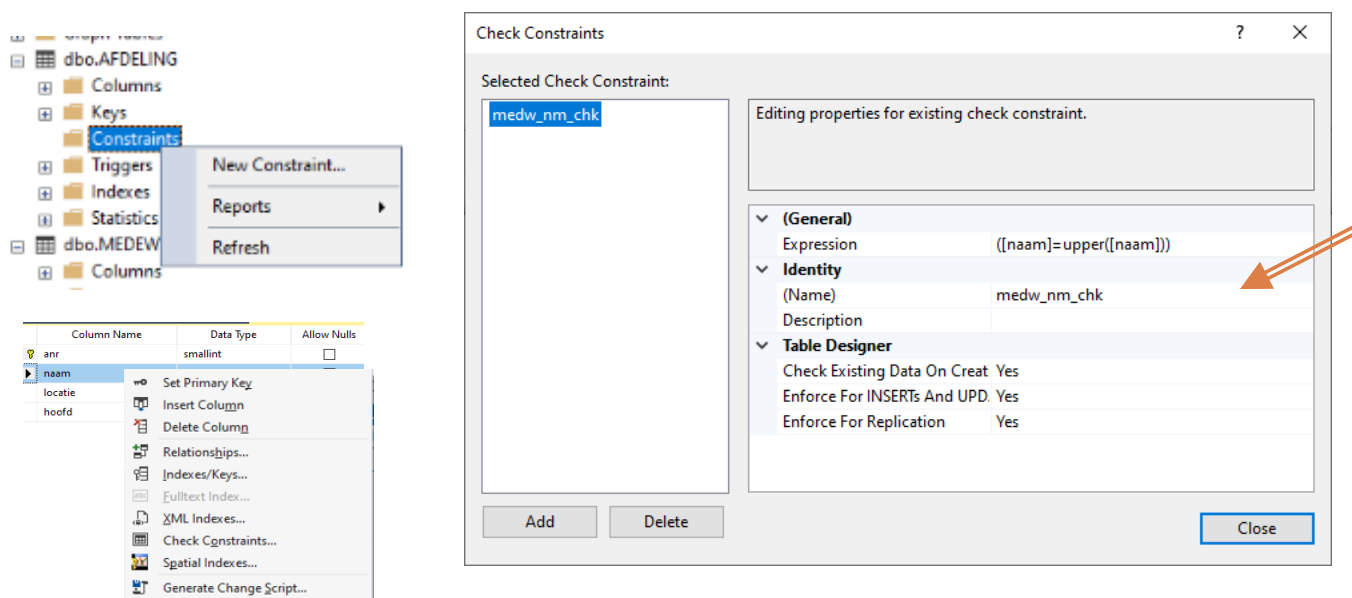 dbo.AFDELING
Columns
Keys
Constraints
Triggers
Indexes
Statistics
dbo.MEDEW
Columns
New Constraint...
Reports
Refresh
Column Name Data Type Allow Nulls
anr smallint
naam
locatie
hoofd
Set Primary Key
Insert Column
Delete Column
Relationships...
Indexes/Keys...
Fulltext Index...
XML Indexes...
Check Constraints...
Spatial Indexes...
Generate Change Script...
Check Constraints ?
Selected Check Constraint:
medw_nm_chk
Editing properties for existing check constraint.
(General)
Expression ([naam]=upper([naam]))
Identity
(Name) medw_nm_chk
Description
Table Designer
Check Existing Data On Creat Yes
Enforce For INSERTs And UPD. Yes
Enforce For Replication Yes
Add Delete
Close